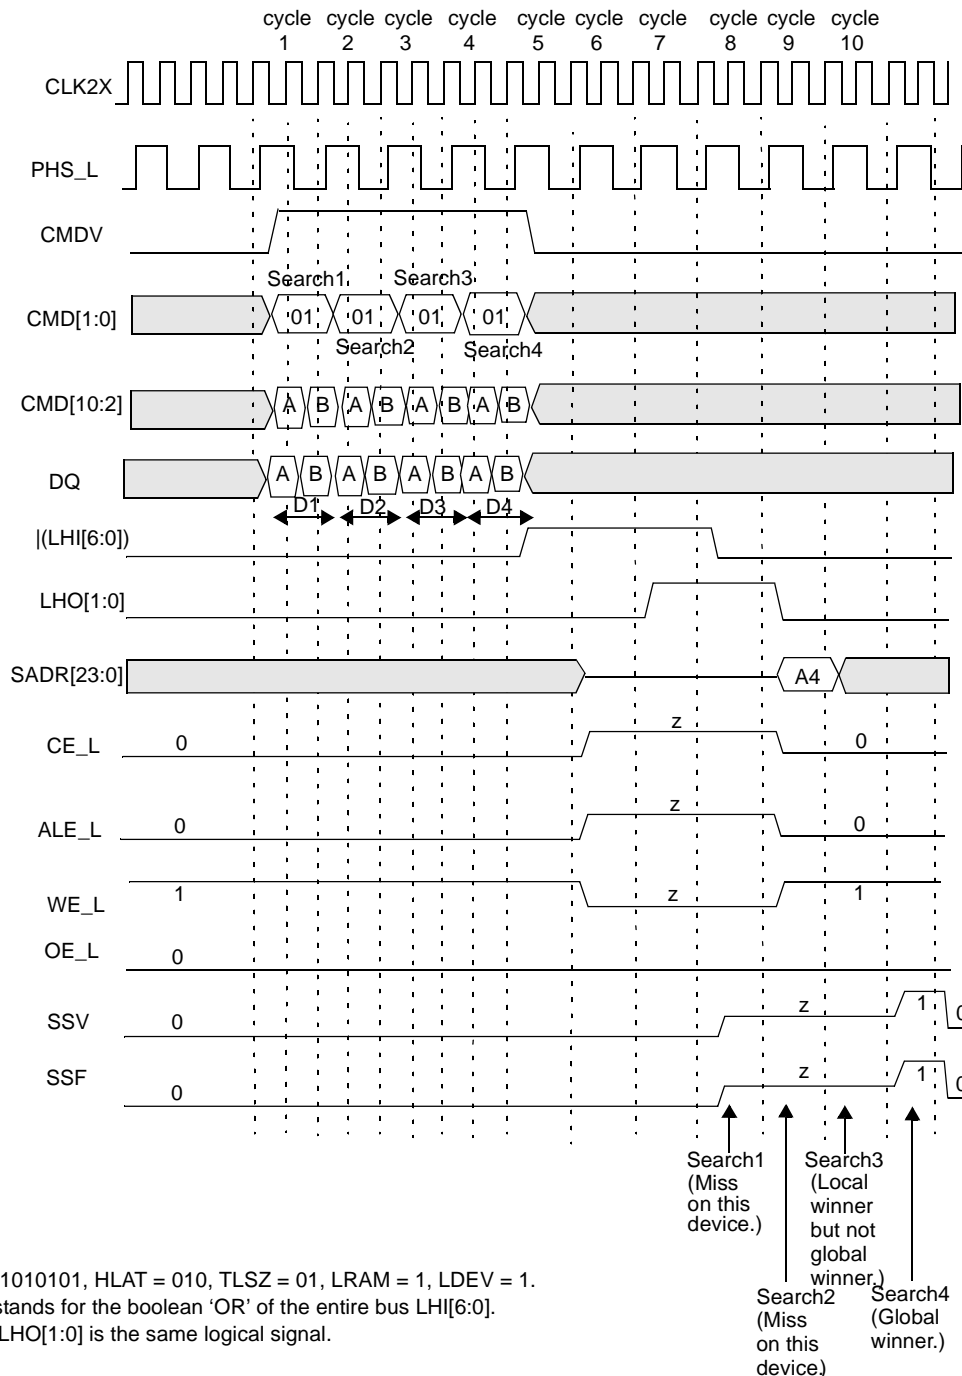 cycle cycle cycle cycle cycle cycle cycle cycle cycle cycle
1 2 3 4 5 6 7 8 9 10
CLK2X
PHS_L
CMDV
Search1 Search3
CMD[1:0] 01 01 01 01
Search2 Search4
CMD[10:2] A B A B A B A B
DQ A B A B A B A B
D1 D2 D3 D4
|(LHI[6:0])
LHO[1:0]
SADR[23:0] A4
CE_L 0 z 0
ALE_L 0 z 0
WE_L 1 z 1
OE_L 0
SSV 0 z 1 0
SSF 0 z 1 0
Search1
(Miss
on this
device.)
Search3
(Local
winner
but not
global
winner.)
Search2
(Miss
on this
device.)
Search4
(Global
winner.)
1010101, HLAT = 010, TLSZ = 01, LRAM = 1, LDEV = 1.
stands for the boolean ‘OR’ of the entire bus LHI[6:0].
LHO[1:0] is the same logical signal.